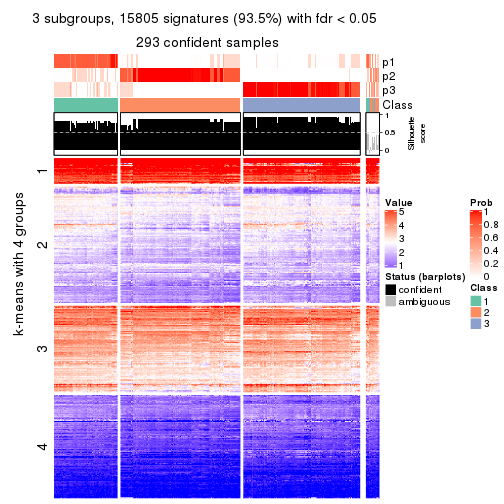 3 subgroups, 15805 signatures (93.5%) with fdr < 0.05
293 confident samples
p1
p2
p3
Class
1
0.5
0
Silhouette
score
k-means with 4 groups
1
2
3
4
Value
5
4
3
2
1
Status (barplots)
confident
ambiguous
Prob
1
0.8
0.6
0.4
0.2
0
Class
1
2
3